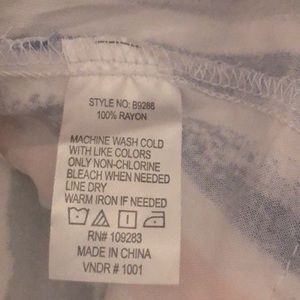 STYLE NO: B9288
100% RAYON
MACHINE WASH COLD
WITH LIKE COLORS
ONLY NON-CHLORINE
BLEACH WHEN NEEDED
LINE DRY
WARM IRON IF NEEDED
RN# 109283
MADE IN CHINA
VNDR # 1001